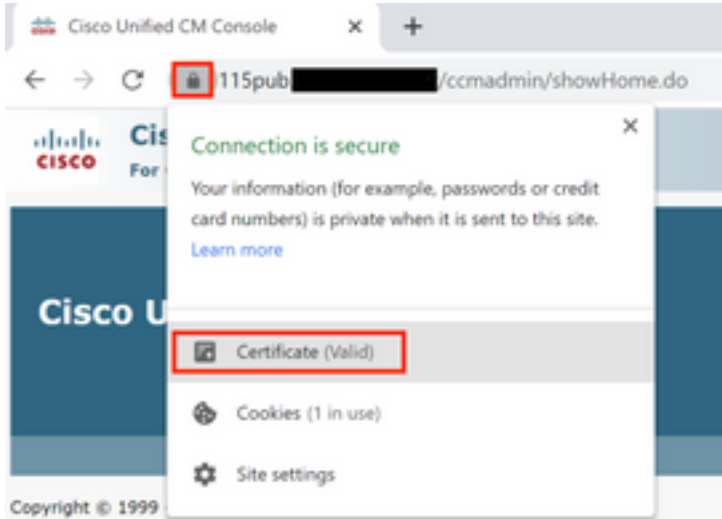 Cisco Unified CM Console
115pub /ccmadmin/showHome.do
CISCO
Cis
For
Connection is secure
Your information (for example, passwords or credit
card numbers) is private when it is sent to this site.
Learn more
Cisco U
Certificate (Valid)
Cookies (1 in use)
Site settings
Copyright © 1999